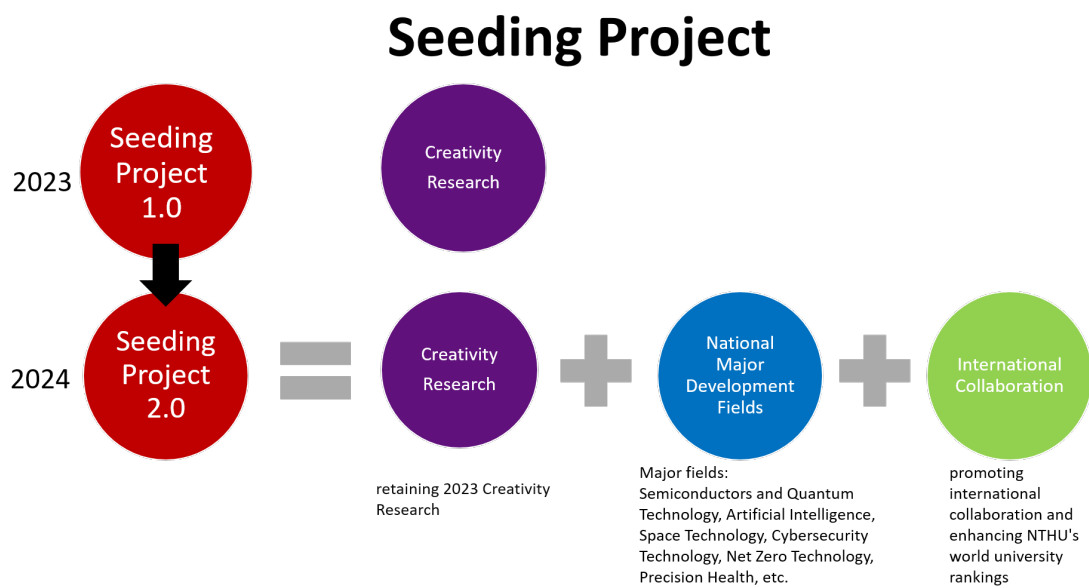 Seeding Project
2023
Seeding
Project
1.0
Creativity
Research
2024
Seeding
Project
2.0
Creativity
Research
National
Major
Development
Fields
International
Collaboration
retaining 2023 Creativity
Research
Major fields:
Semiconductors and Quantum
Technology, Artificial Intelligence,
Space Technology, Cybersecurity
Technology, Net Zero Technology,
Precision Health, etc.
promoting
international
collaboration and
enhancing NTHU's
world university
rankings